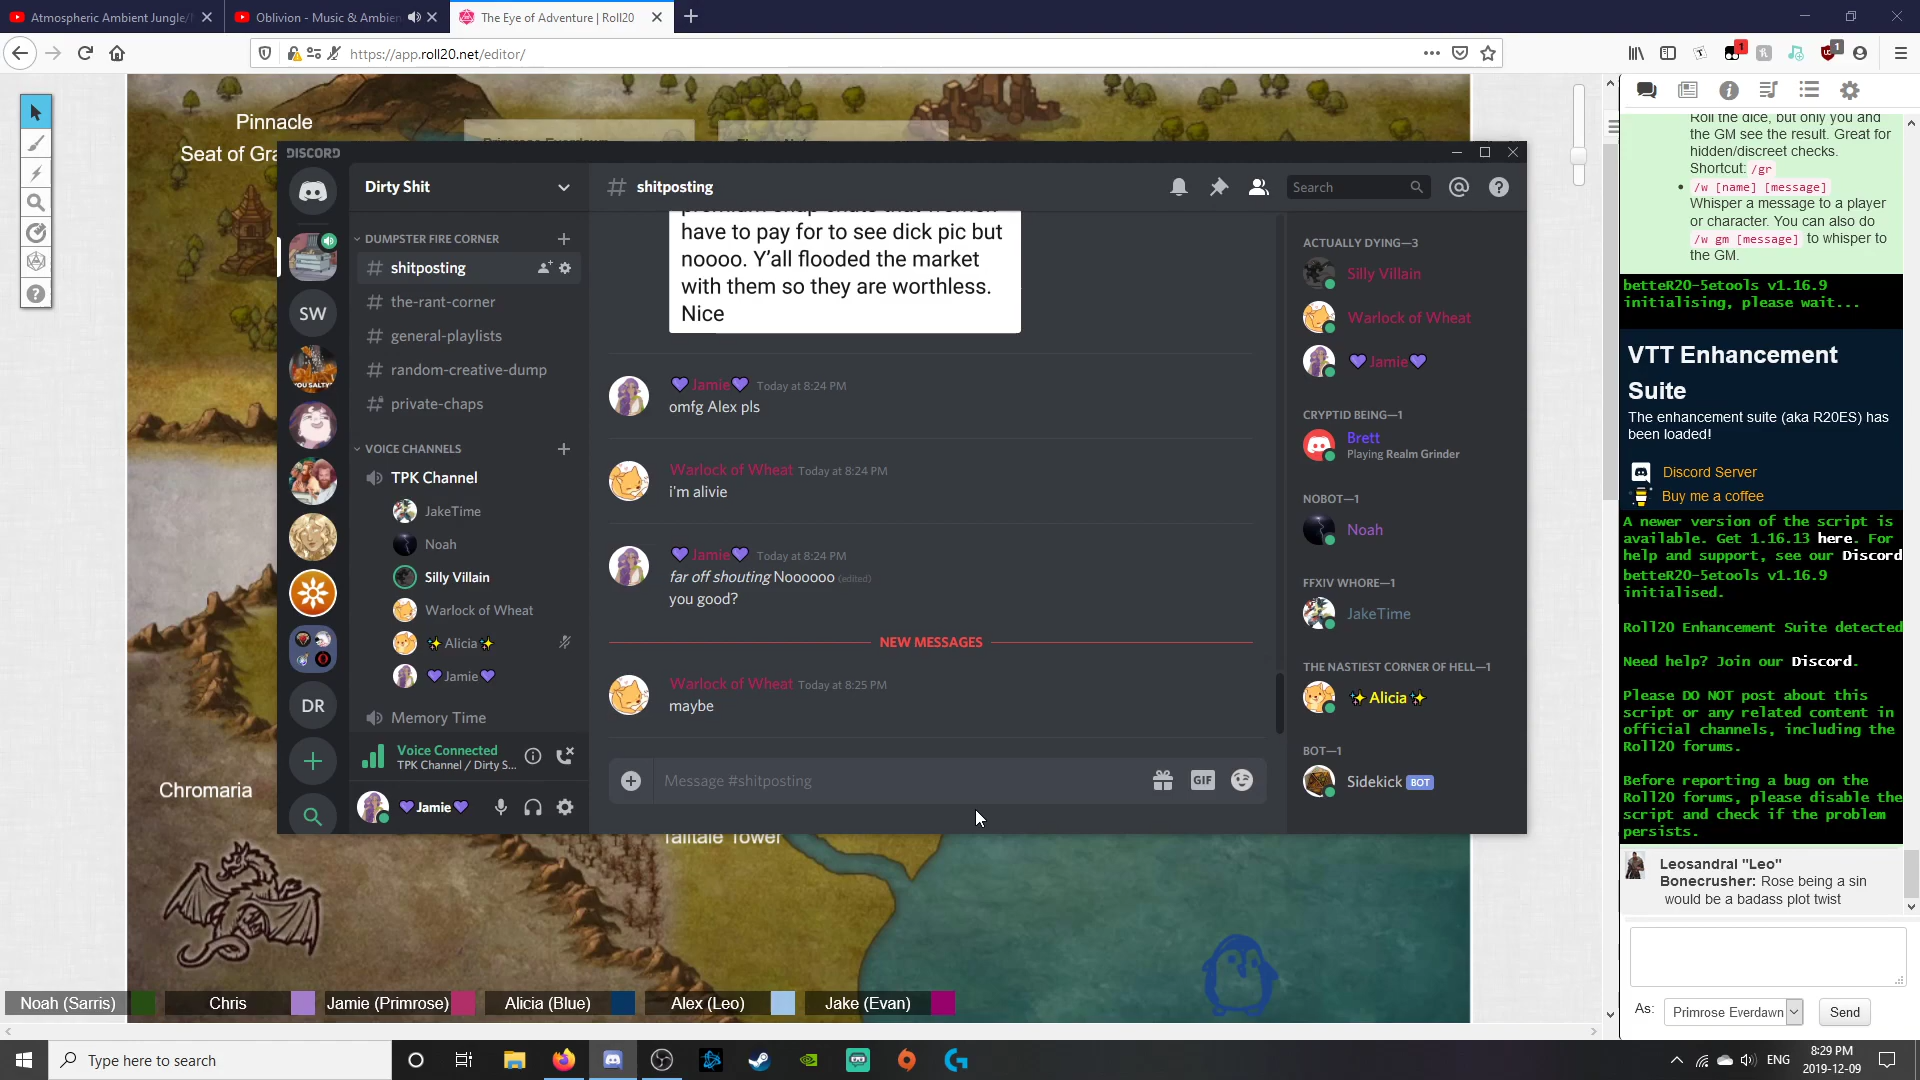 Atmospheric Ambient Jungle/
Oblivion - Music & Ambien
The Eye of Adventure | Roll20
https://app.roll20.net/editor/
1
1
Pinnacle
Seat of Gra
DISCORD
Dirty Shit
# shitposting
Search
DUMPSTER FIRE CORNER
shitposting
the-rant-corner
general-playlists
random-creative-dump
private-chaps
VOICE CHANNELS
TPK Channel
JakeTime
Noah
Silly Villain
Warlock of Wheat
✨Alicia✨
💜Jamie💜
Memory Time
Voice Connected
TPK Channel / Dirty S...
💜Jamie💜
SW
YOU SALTY
DR
have to pay for to see dick pic but
noooo. Y'all flooded the market
with them so they are worthless.
Nice
💜Jamie💜 Today at 8:24 PM
omfg Alex pls
Warlock of Wheat Today at 8:24 PM
i'm alivie
💜Jamie💜 Today at 8:24 PM
far off shouting Noooooo (edited)
you good?
NEW MESSAGES
Warlock of Wheat Today at 8:25 PM
maybe
Message #shitposting
GIF
ACTUALLY DYING—3
Silly Villain
Warlock of Wheat
💜Jamie💜
CRYPTID BEING—1
Brett
Playing Realm Grinder
NOBOT—1
Noah
FFXIV WHORE—1
JakeTime
THE NASTIEST CORNER OF HELL—1
✨Alicia✨
BOT—1
Sidekick BOT
Chromaria
Talltale Tower
Noah (Sarris)
Chris
Jamie (Primrose)
Alicia (Blue)
Alex (Leo)
Jake (Evan)
Roll the dice, but only you and
the GM see the result. Great for
hidden/discreet checks.
Shortcut: /gr
• /w [name] [message]
Whisper a message to a player
or character. You can also do
/w gm [message] to whisper to
the GM.
betteR20-5etools v1.16.9
initialising, please wait...
VTT Enhancement
Suite
The enhancement suite (aka R20ES) has
been loaded!
Discord Server
Buy me a coffee
A newer version of the script is
available. Get 1.16.13 here. For
help and support, see our Discord
betteR20-5etools v1.16.9
initialised.
Roll20 Enhancement Suite detected
Need help? Join our Discord.
Please DO NOT post about this
script or any related content in
official channels, including the
Roll20 forums.
Before reporting a bug on the
Roll20 forums, please disable the
script and check if the problem
persists.
Leosandral "Leo"
Bonecrusher: Rose being a sin
would be a badass plot twist
As:
Primrose Everdawn
Send
Type here to search
ENG
8:29 PM
2019-12-09